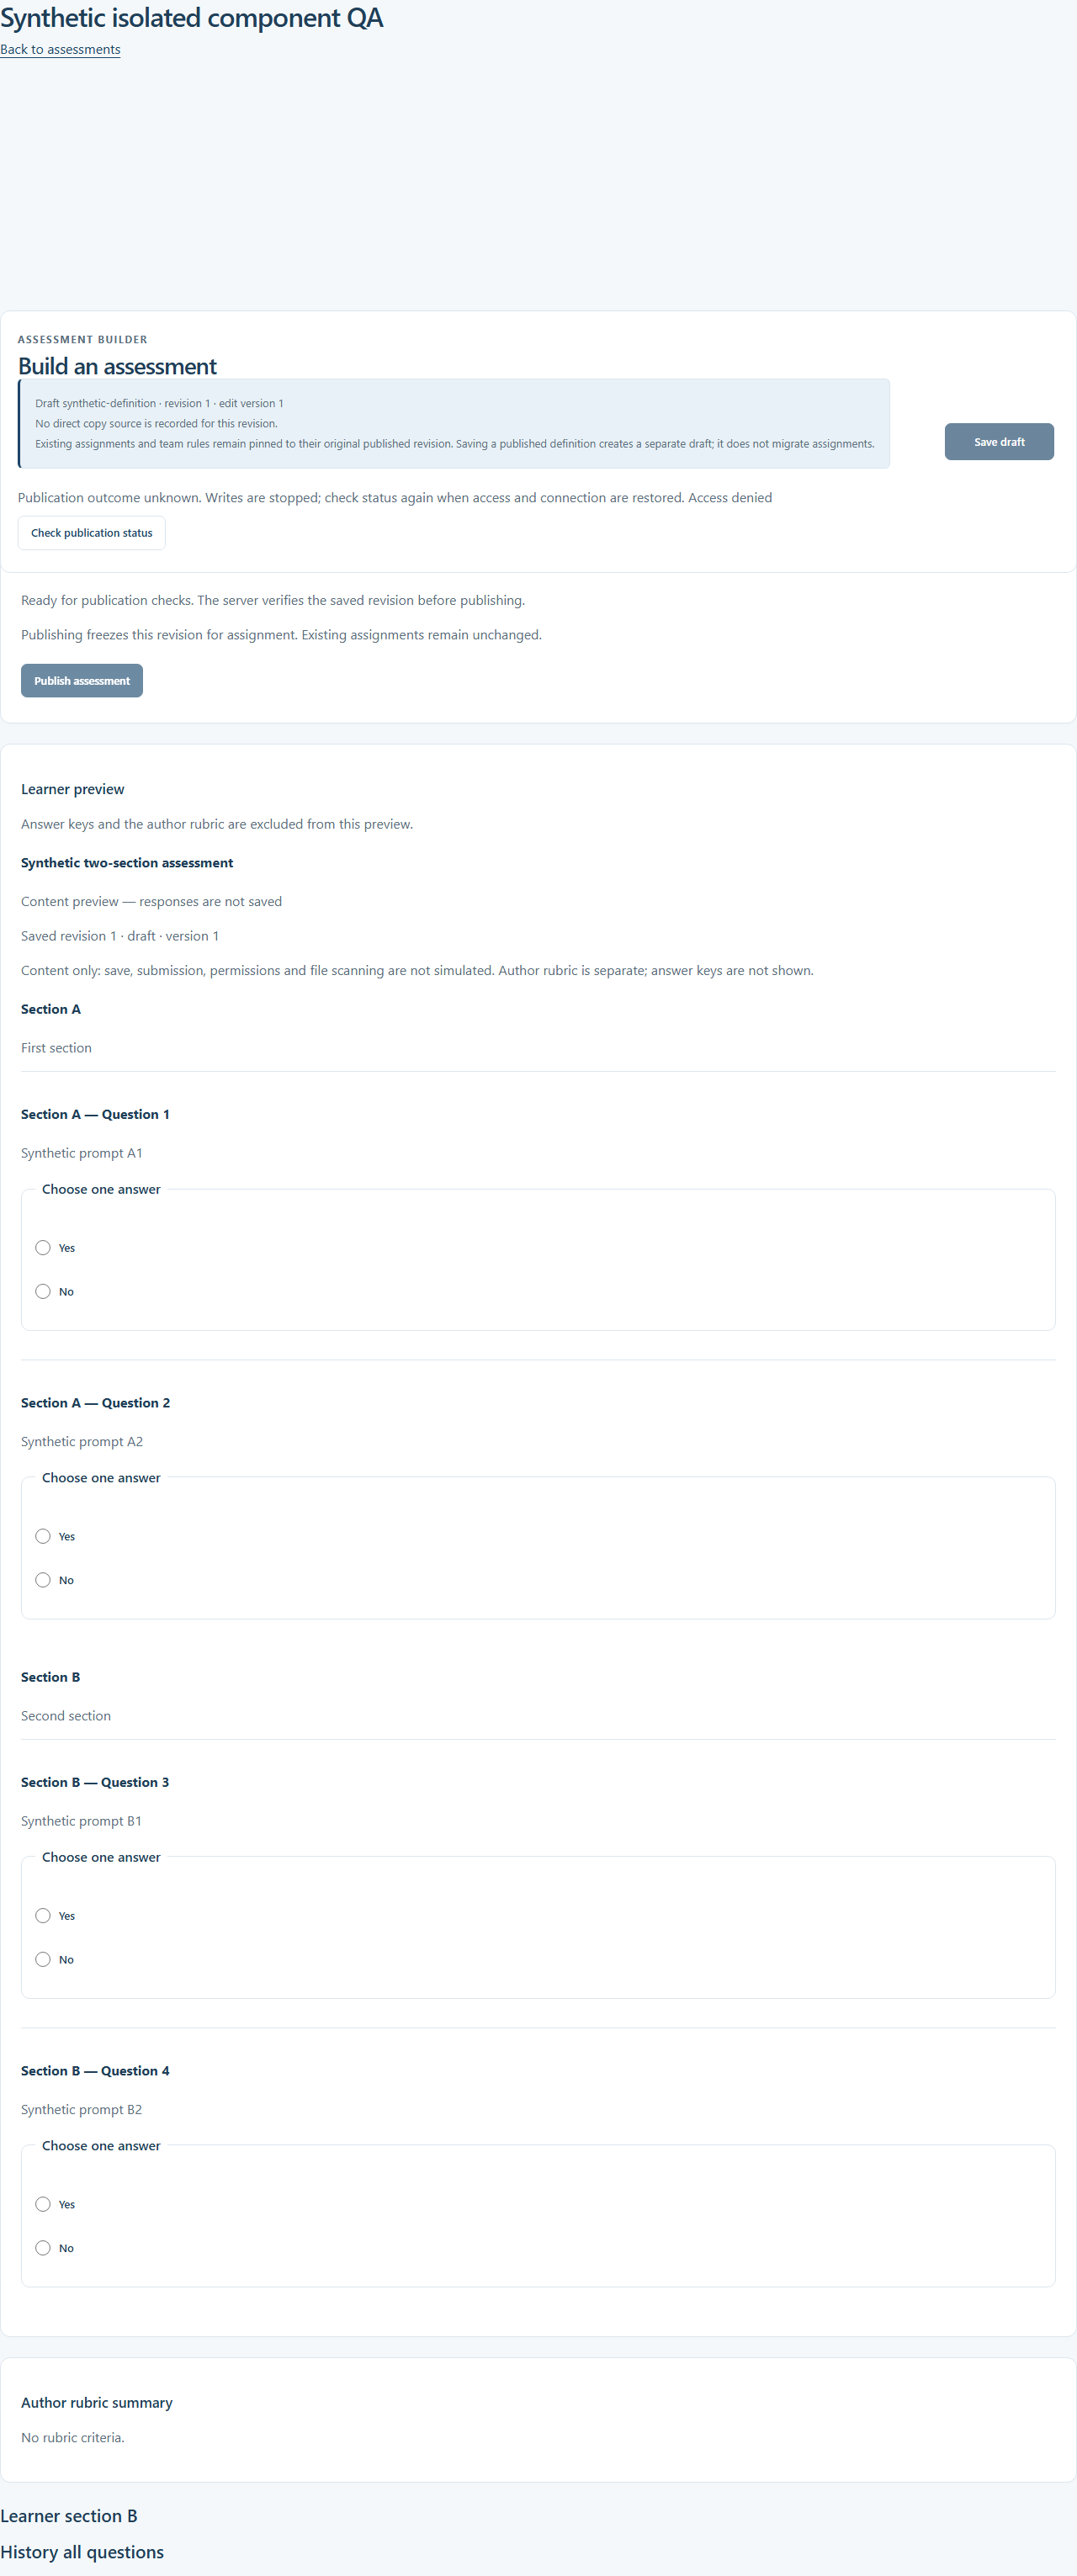 Synthetic isolated component QA
Back to assessments
ASSESSMENT BUILDER
Build an assessment
Draft synthetic-definition · revision 1 · edit version 1
No direct copy source is recorded for this revision.
Existing assignments and team rules remain pinned to their original published revision. Saving a published definition creates a separate draft; it does not migrate assignments.
Save draft
Publication outcome unknown. Writes are stopped; check status again when access and connection are restored. Access denied
Check publication status
Ready for publication checks. The server verifies the saved revision before publishing.
Publishing freezes this revision for assignment. Existing assignments remain unchanged.
Publish assessment
Learner preview
Answer keys and the author rubric are excluded from this preview.
Synthetic two-section assessment
Content preview — responses are not saved
Saved revision 1 · draft · version 1
Content only: save, submission, permissions and file scanning are not simulated. Author rubric is separate; answer keys are not shown.
Section A
First section
Section A — Question 1
Synthetic prompt A1
Choose one answer
Yes
No
Section A — Question 2
Synthetic prompt A2
Choose one answer
Yes
No
Section B
Second section
Section B — Question 3
Synthetic prompt B1
Choose one answer
Yes
No
Section B — Question 4
Synthetic prompt B2
Choose one answer
Yes
No
Author rubric summary
No rubric criteria.
Learner section B
History all questions